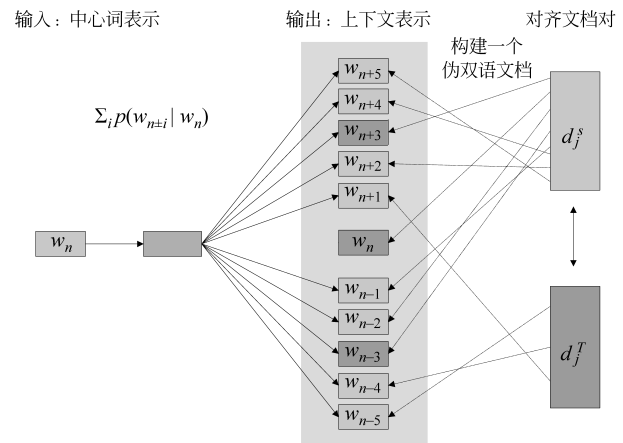 输入：中心词表示
输出：上下文表示
对齐文档对
构建一个
伪双语文档
Σ_i p(w_{n±i} | w_n)
w_{n+5}
w_{n+4}
w_{n+3}
w_{n+2}
w_{n+1}
w_n
w_n
w_{n−1}
w_{n−2}
w_{n−3}
w_{n−4}
w_{n−5}
d_j^s
d_j^T